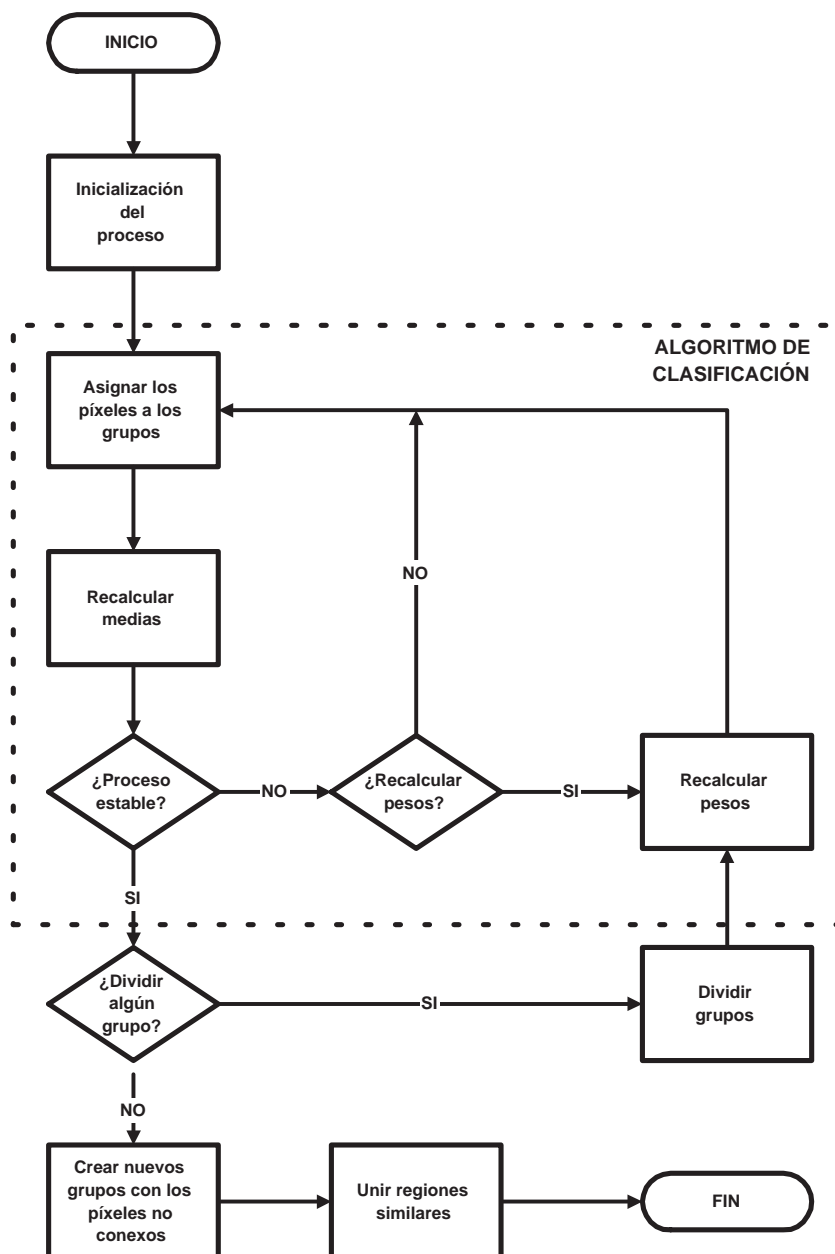 INICIO
Inicialización
del
proceso
ALGORITMO DE
CLASIFICACIÓN
Asignar los
píxeles a los
grupos
NO
Recalcular
medias
¿Proceso
estable?
NO
¿Recalcular
pesos?
SI
Recalcular
pesos
SI
¿Dividir
algún
grupo?
SI
Dividir
grupos
NO
Crear nuevos
grupos con los
píxeles no
conexos
Unir regiones
similares
FIN